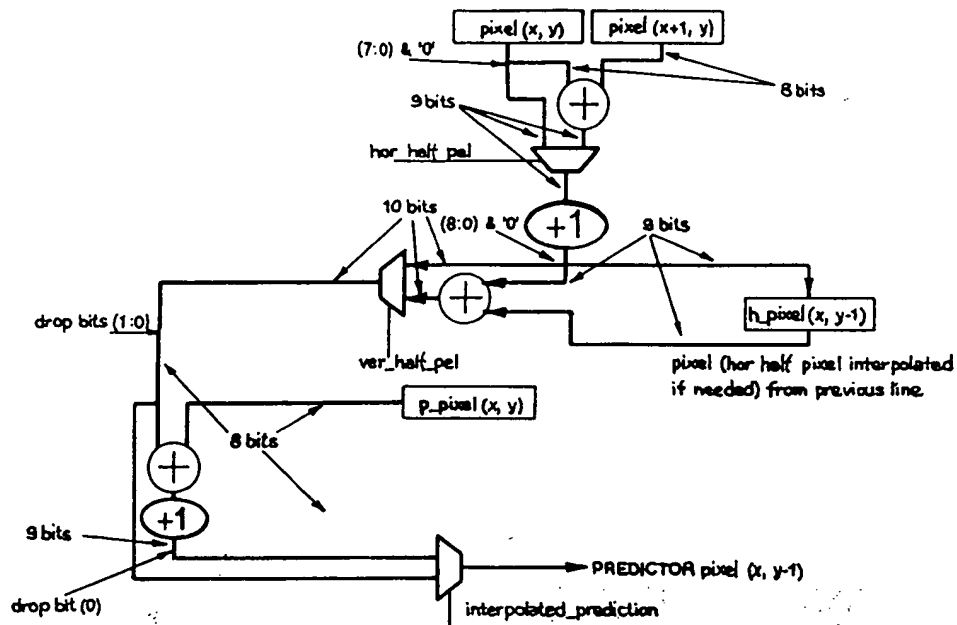 pixel (x, y)
pixel (x+1, y)
(7:0) & '0'
+
8 bits
9 bits
hor_half_pel
+1
10 bits
(8:0) & '0'
9 bits
+
h_pixel (x, y-1)
drop bits (1:0)
ver_half_pel
pixel (hor half pixel interpolated
if needed) from previous line
p_pixel (x, y)
8 bits
+
+1
9 bits
PREDICTOR pixel (x, y-1)
drop bit (0)
interpolated_prediction